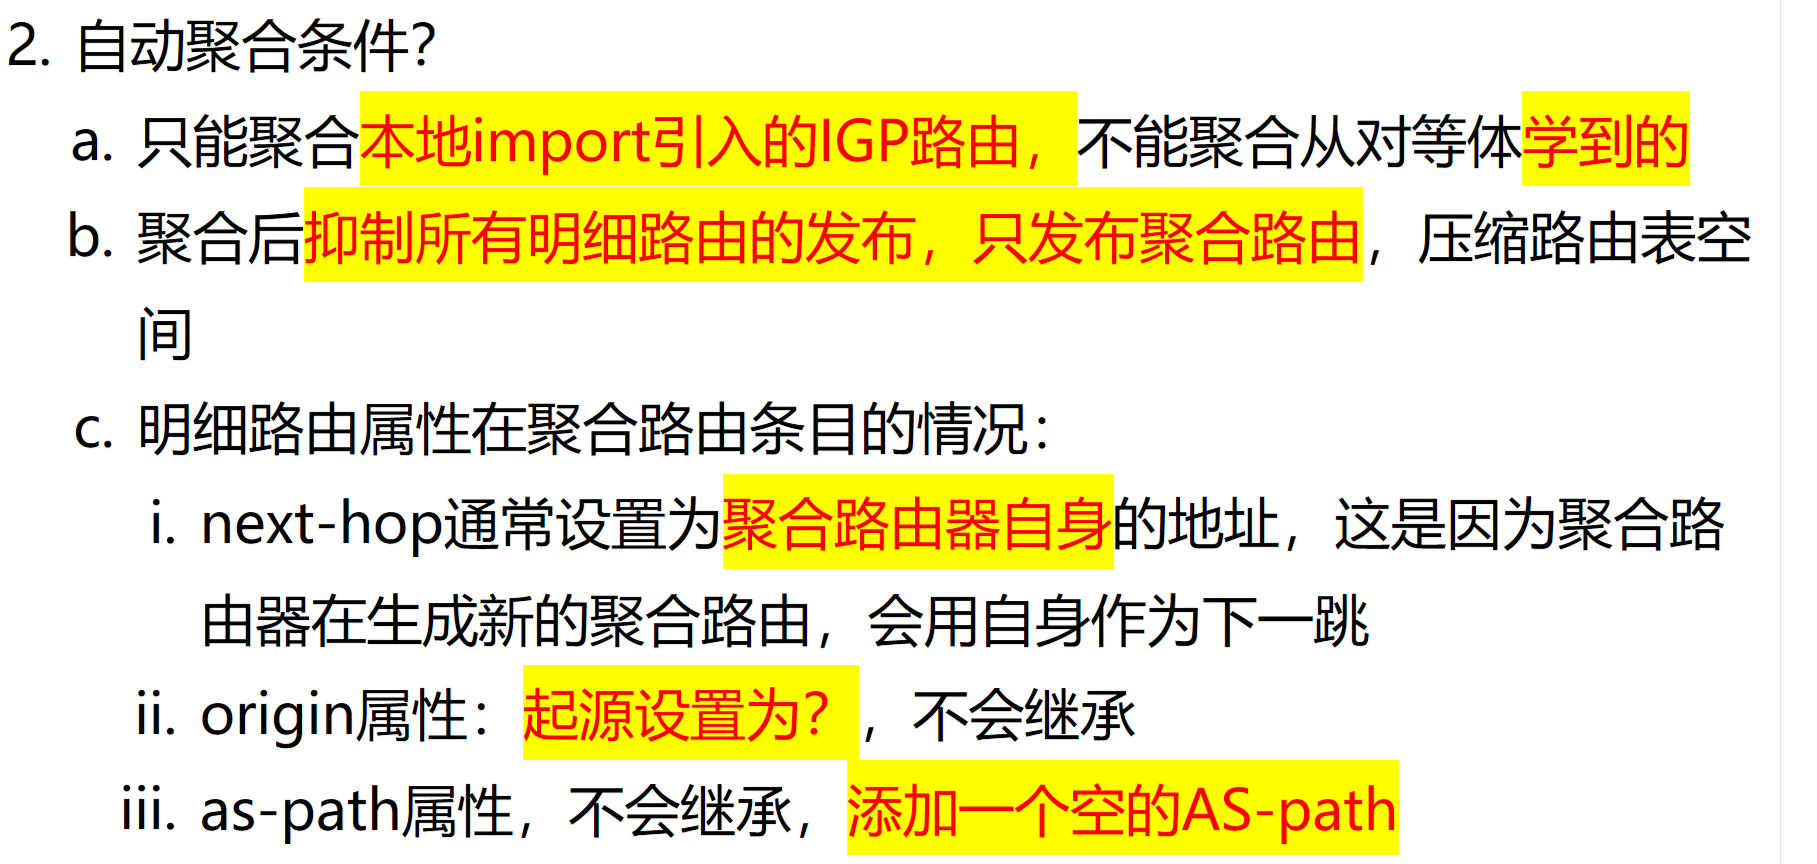 2. 自动聚合条件？
a. 只能聚合本地import引入的IGP路由，不能聚合从对等体学到的
b. 聚合后抑制所有明细路由的发布，只发布聚合路由，压缩路由表空
间
c. 明细路由属性在聚合路由条目的情况：
i. next-hop通常设置为聚合路由器自身的地址，这是因为聚合路
由器在生成新的聚合路由，会用自身作为下一跳
ii. origin属性：起源设置为？，不会继承
iii. as-path属性，不会继承，添加一个空的AS-path